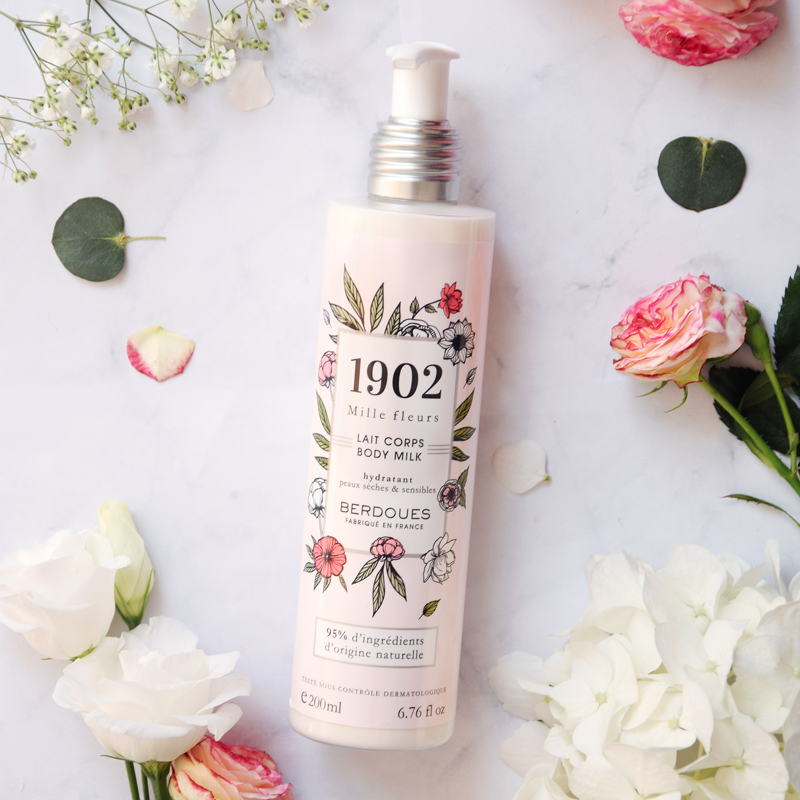 1902
Mille fleurs
LAIT CORPS
BODY MILK
hydratant
peaux sèches & sensibles
BERDOUES
FABRIQUÉ EN FRANCE
95% d'ingrédients
d'origine naturelle
TESTÉ SOUS CONTRÔLE DERMATOLOGIQUE
℮200ml 6.76 fl oz